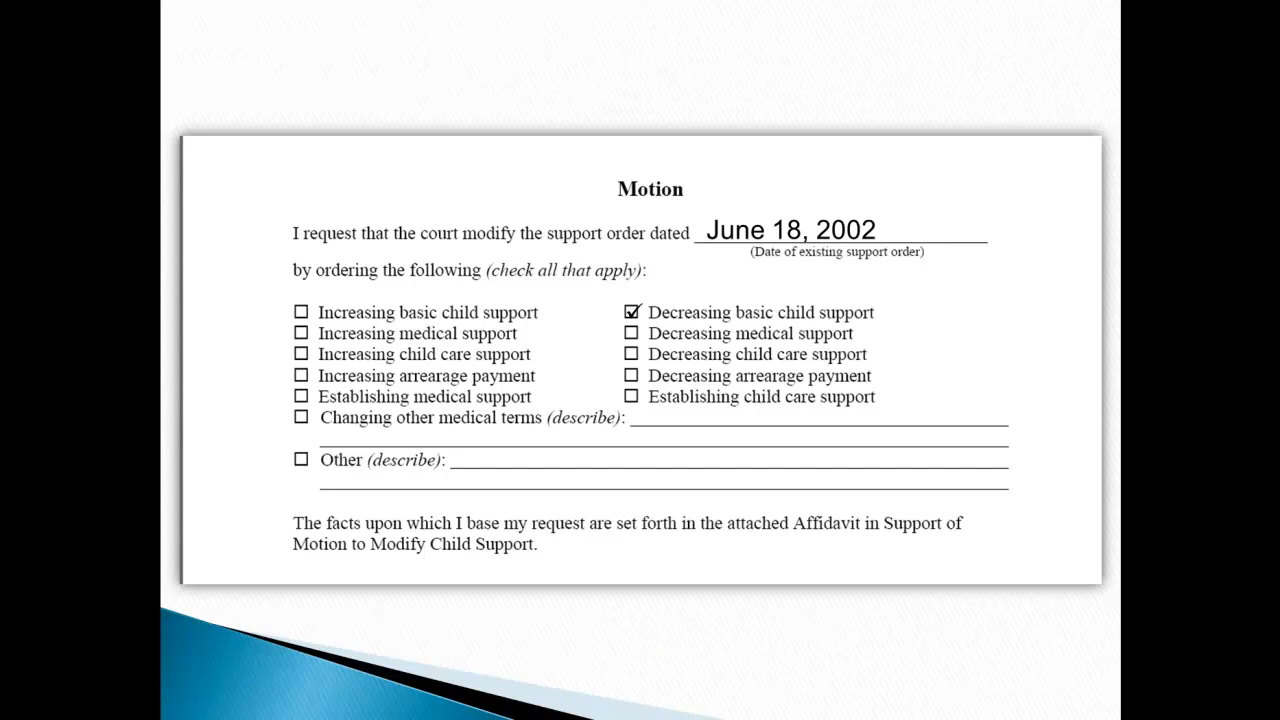 Motion
I request that the court modify the support order dated June 18, 2002
(Date of existing support order)
by ordering the following (check all that apply):
☐ Increasing basic child support ☑ Decreasing basic child support
☐ Increasing medical support ☐ Decreasing medical support
☐ Increasing child care support ☐ Decreasing child care support
☐ Increasing arrearage payment ☐ Decreasing arrearage payment
☐ Establishing medical support ☐ Establishing child care support
☐ Changing other medical terms (describe):
☐ Other (describe):
The facts upon which I base my request are set forth in the attached Affidavit in Support of
Motion to Modify Child Support.